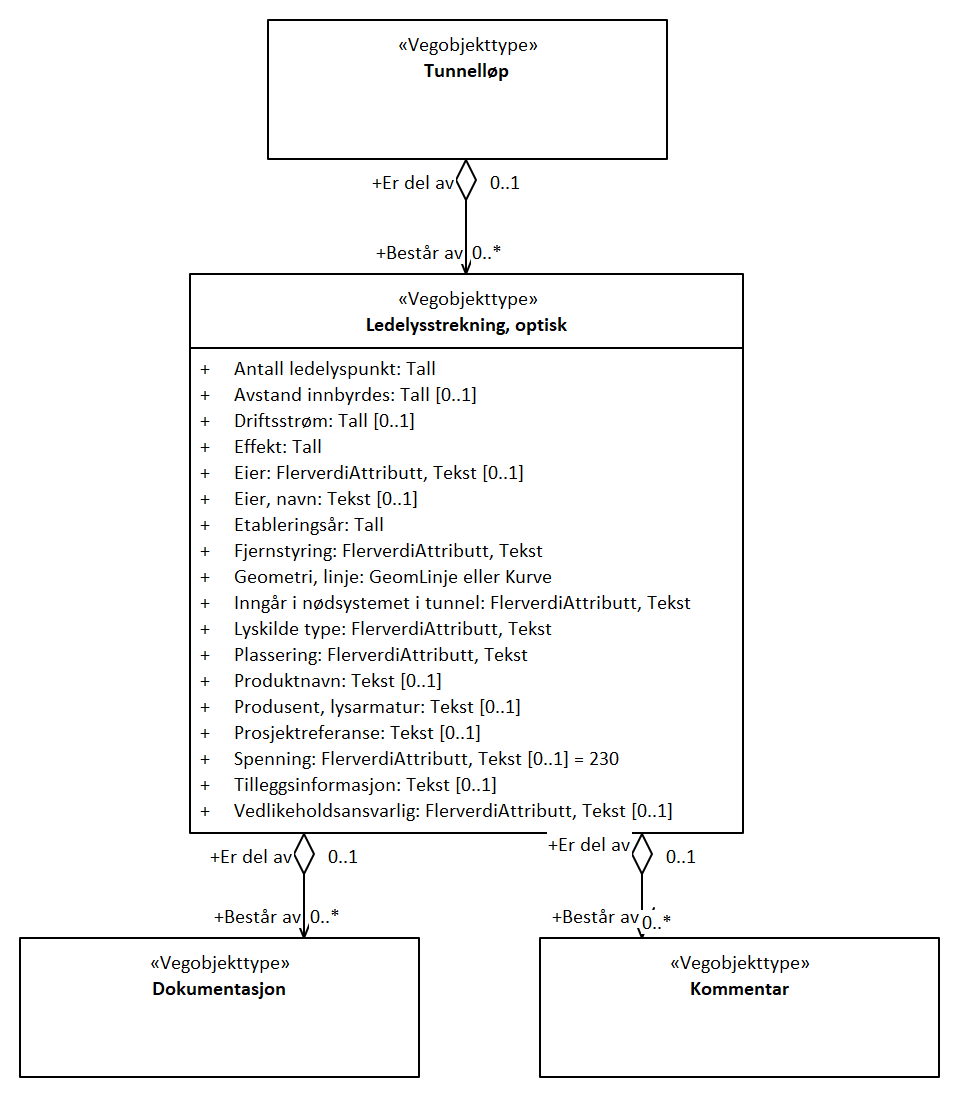 «Vegobjekttype»
Tunnelløp
+Er del av 0..1
+Består av 0..*
«Vegobjekttype»
Ledelysstrekning, optisk
+ Antall ledelyspunkt: Tall
+ Avstand innbyrdes: Tall [0..1]
+ Driftsstrøm: Tall [0..1]
+ Effekt: Tall
+ Eier: FlerverdiAttributt, Tekst [0..1]
+ Eier, navn: Tekst [0..1]
+ Etableringsår: Tall
+ Fjernstyring: FlerverdiAttributt, Tekst
+ Geometri, linje: GeomLinje eller Kurve
+ Inngår i nødsystemet i tunnel: FlerverdiAttributt, Tekst
+ Lyskilde type: FlerverdiAttributt, Tekst
+ Plassering: FlerverdiAttributt, Tekst
+ Produktnavn: Tekst [0..1]
+ Produsent, lysarmatur: Tekst [0..1]
+ Prosjektreferanse: Tekst [0..1]
+ Spenning: FlerverdiAttributt, Tekst [0..1] = 230
+ Tilleggsinformasjon: Tekst [0..1]
+ Vedlikeholdsansvarlig: FlerverdiAttributt, Tekst [0..1]
+Er del av 0..1
+Består av 0..*
«Vegobjekttype»
Dokumentasjon
+Er del av 0..1
+Består av 0..*
«Vegobjekttype»
Kommentar